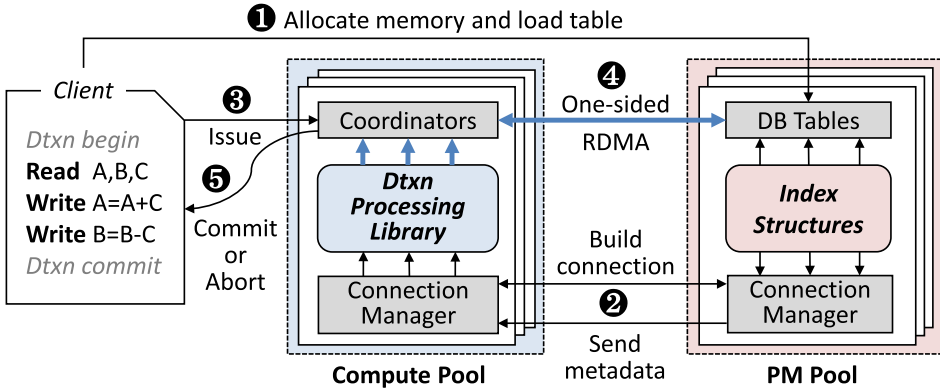 ❶ Allocate memory and load table
Client
Dtxn begin
Read A,B,C
Write A=A+C
Write B=B-C
Dtxn commit
❸
Issue
❺
Commit
or
Abort
Coordinators
Dtxn
Processing
Library
Connection
Manager
Compute Pool
❹
One-sided
RDMA
Build
connection
❷
Send
metadata
DB Tables
Index
Structures
Connection
Manager
PM Pool